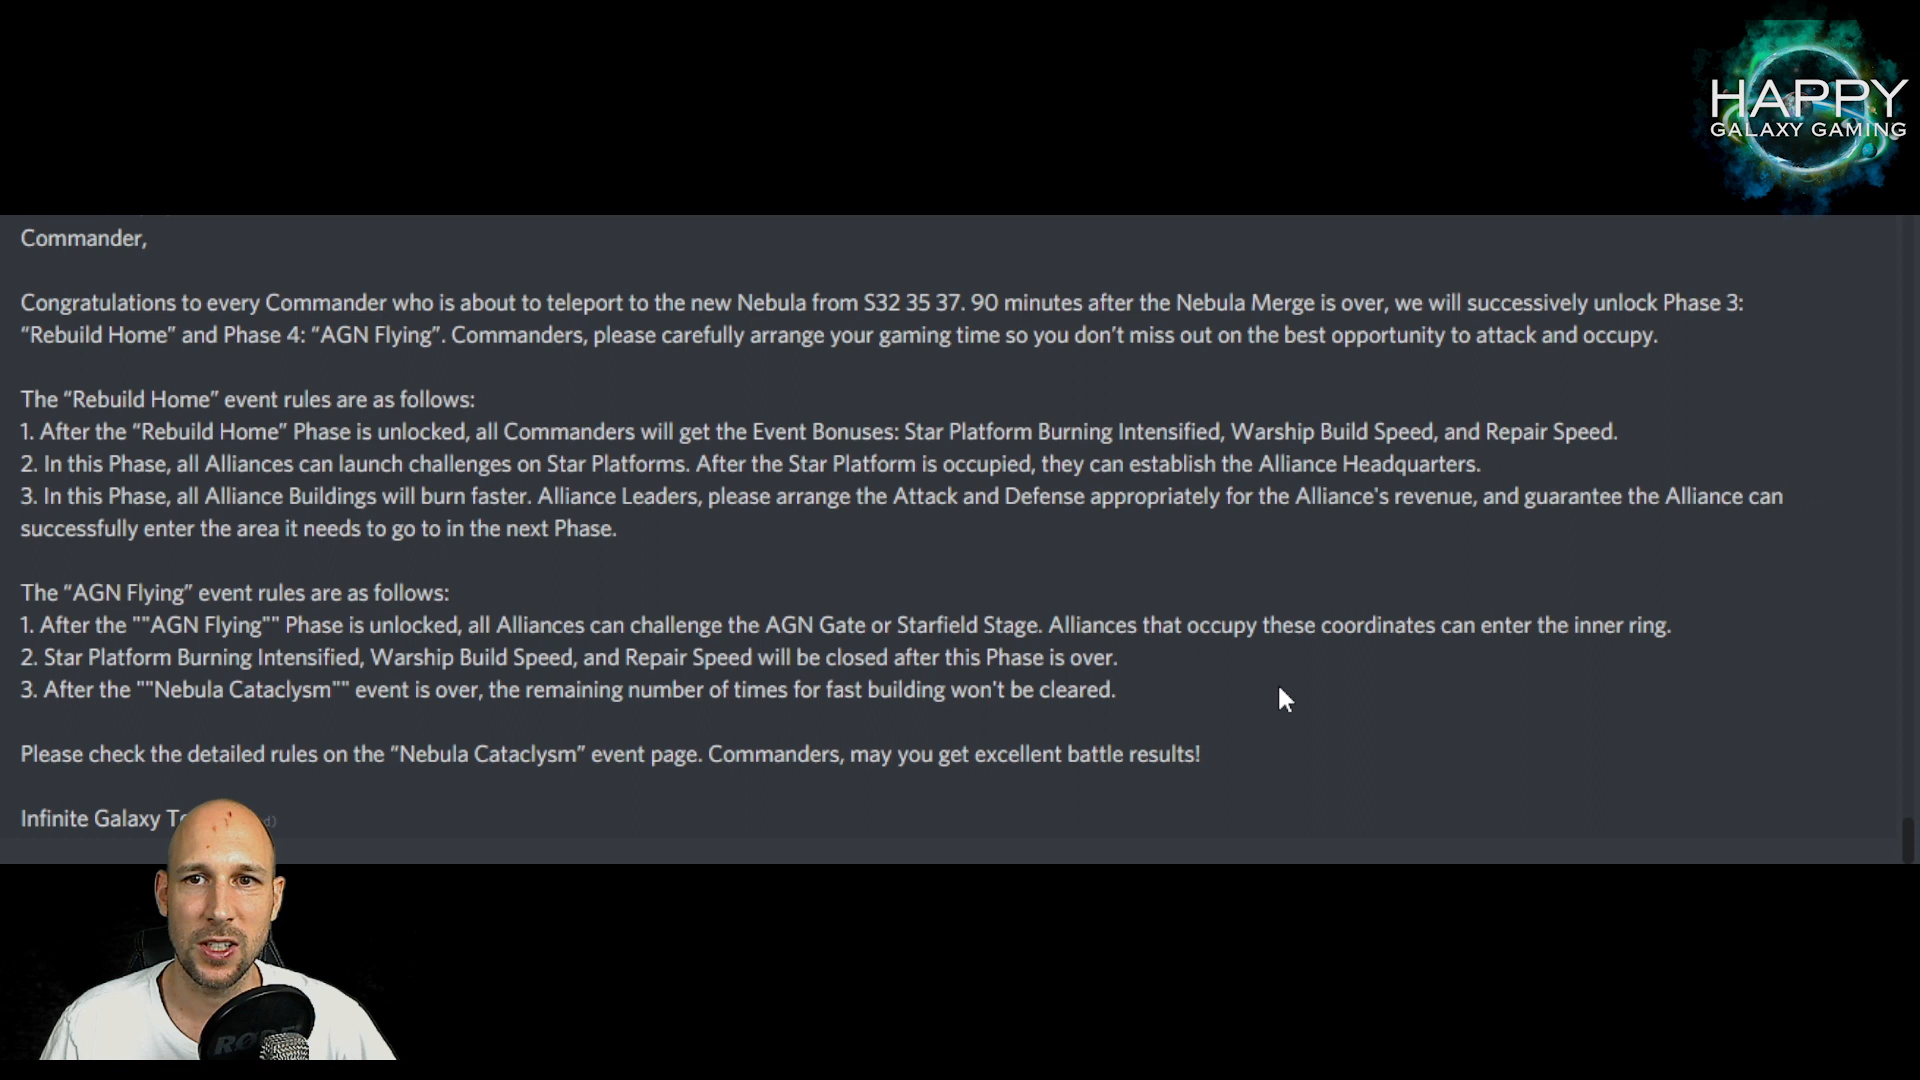 HAPPY
GALAXY GAMING
Commander,
Congratulations to every Commander who is about to teleport to the new Nebula from S32 35 37. 90 minutes after the Nebula Merge is over, we will successively unlock Phase 3:
“Rebuild Home” and Phase 4: “AGN Flying”. Commanders, please carefully arrange your gaming time so you don’t miss out on the best opportunity to attack and occupy.
The “Rebuild Home” event rules are as follows:
1. After the “Rebuild Home” Phase is unlocked, all Commanders will get the Event Bonuses: Star Platform Burning Intensified, Warship Build Speed, and Repair Speed.
2. In this Phase, all Alliances can launch challenges on Star Platforms. After the Star Platform is occupied, they can establish the Alliance Headquarters.
3. In this Phase, all Alliance Buildings will burn faster. Alliance Leaders, please arrange the Attack and Defense appropriately for the Alliance's revenue, and guarantee the Alliance can
successfully enter the area it needs to go to in the next Phase.
The “AGN Flying” event rules are as follows:
1. After the ""AGN Flying"" Phase is unlocked, all Alliances can challenge the AGN Gate or Starfield Stage. Alliances that occupy these coordinates can enter the inner ring.
2. Star Platform Burning Intensified, Warship Build Speed, and Repair Speed will be closed after this Phase is over.
3. After the ""Nebula Cataclysm"" event is over, the remaining number of times for fast building won't be cleared.
Please check the detailed rules on the “Nebula Cataclysm” event page. Commanders, may you get excellent battle results!
Infinite Galaxy
RØDE